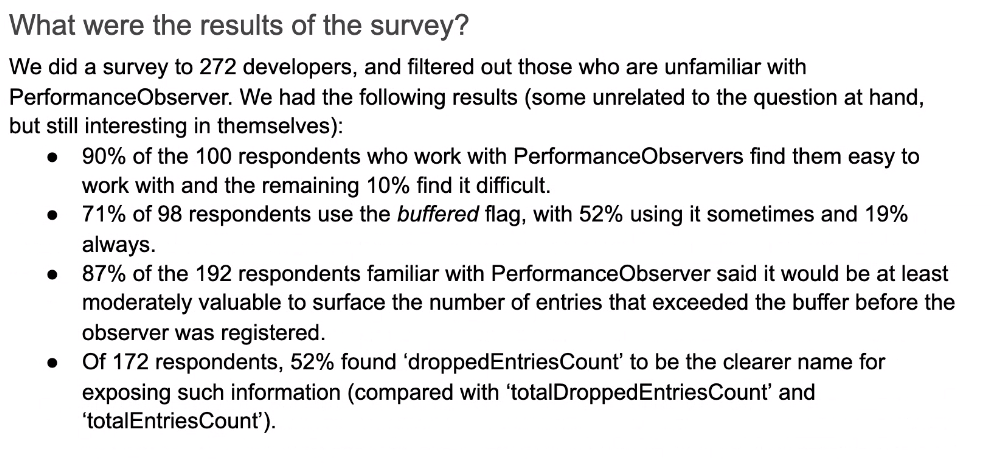 What were the results of the survey?
We did a survey to 272 developers, and filtered out those who are unfamiliar with
PerformanceObserver. We had the following results (some unrelated to the question at hand,
but still interesting in themselves):
● 90% of the 100 respondents who work with PerformanceObservers find them easy to
work with and the remaining 10% find it difficult.
● 71% of 98 respondents use the buffered flag, with 52% using it sometimes and 19%
always.
● 87% of the 192 respondents familiar with PerformanceObserver said it would be at least
moderately valuable to surface the number of entries that exceeded the buffer before the
observer was registered.
● Of 172 respondents, 52% found ‘droppedEntriesCount’ to be the clearer name for
exposing such information (compared with ‘totalDroppedEntriesCount’ and
‘totalEntriesCount’).